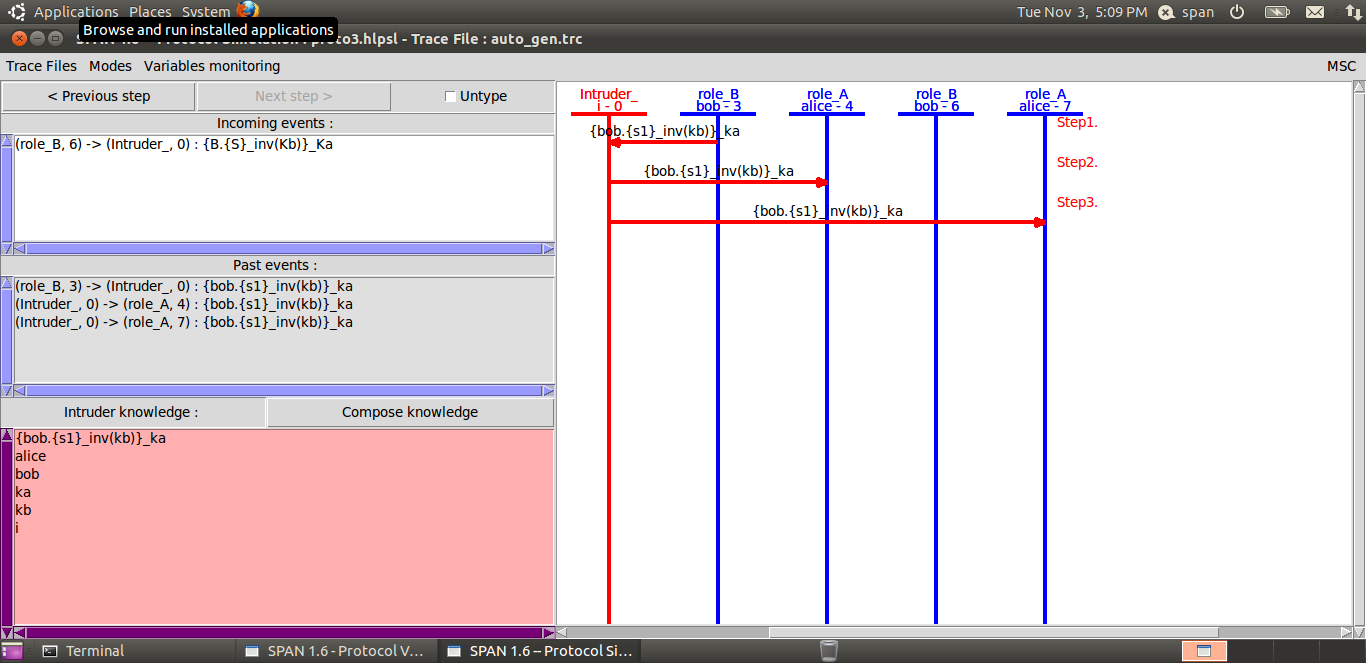 Applications Places System
Tue Nov 3, 5:09 PM span
Browse and run installed applications
Protocol Simulation : proto3.hlpsl - Trace File : auto_gen.trc
Trace Files Modes Variables monitoring MSC
< Previous step Next step > Untype
Incoming events :
(role_B, 6) -> (Intruder_, 0) : {B.{S}_inv(Kb)}_Ka
Past events :
(role_B, 3) -> (Intruder_, 0) : {bob.{s1}_inv(kb)}_ka
(Intruder_, 0) -> (role_A, 4) : {bob.{s1}_inv(kb)}_ka
(Intruder_, 0) -> (role_A, 7) : {bob.{s1}_inv(kb)}_ka
Intruder knowledge : Compose knowledge
{bob.{s1}_inv(kb)}_ka
alice
bob
ka
kb
i
Intruder_ role_B role_A role_B role_A
i - 0 bob - 3 alice - 4 bob - 6 alice - 7
Step1.
{bob.{s1}_inv(kb)}_ka
Step2.
{bob.{s1}_inv(kb)}_ka
Step3.
{bob.{s1}_inv(kb)}_ka
Terminal SPAN 1.6 - Protocol V... SPAN 1.6 -- Protocol Si...